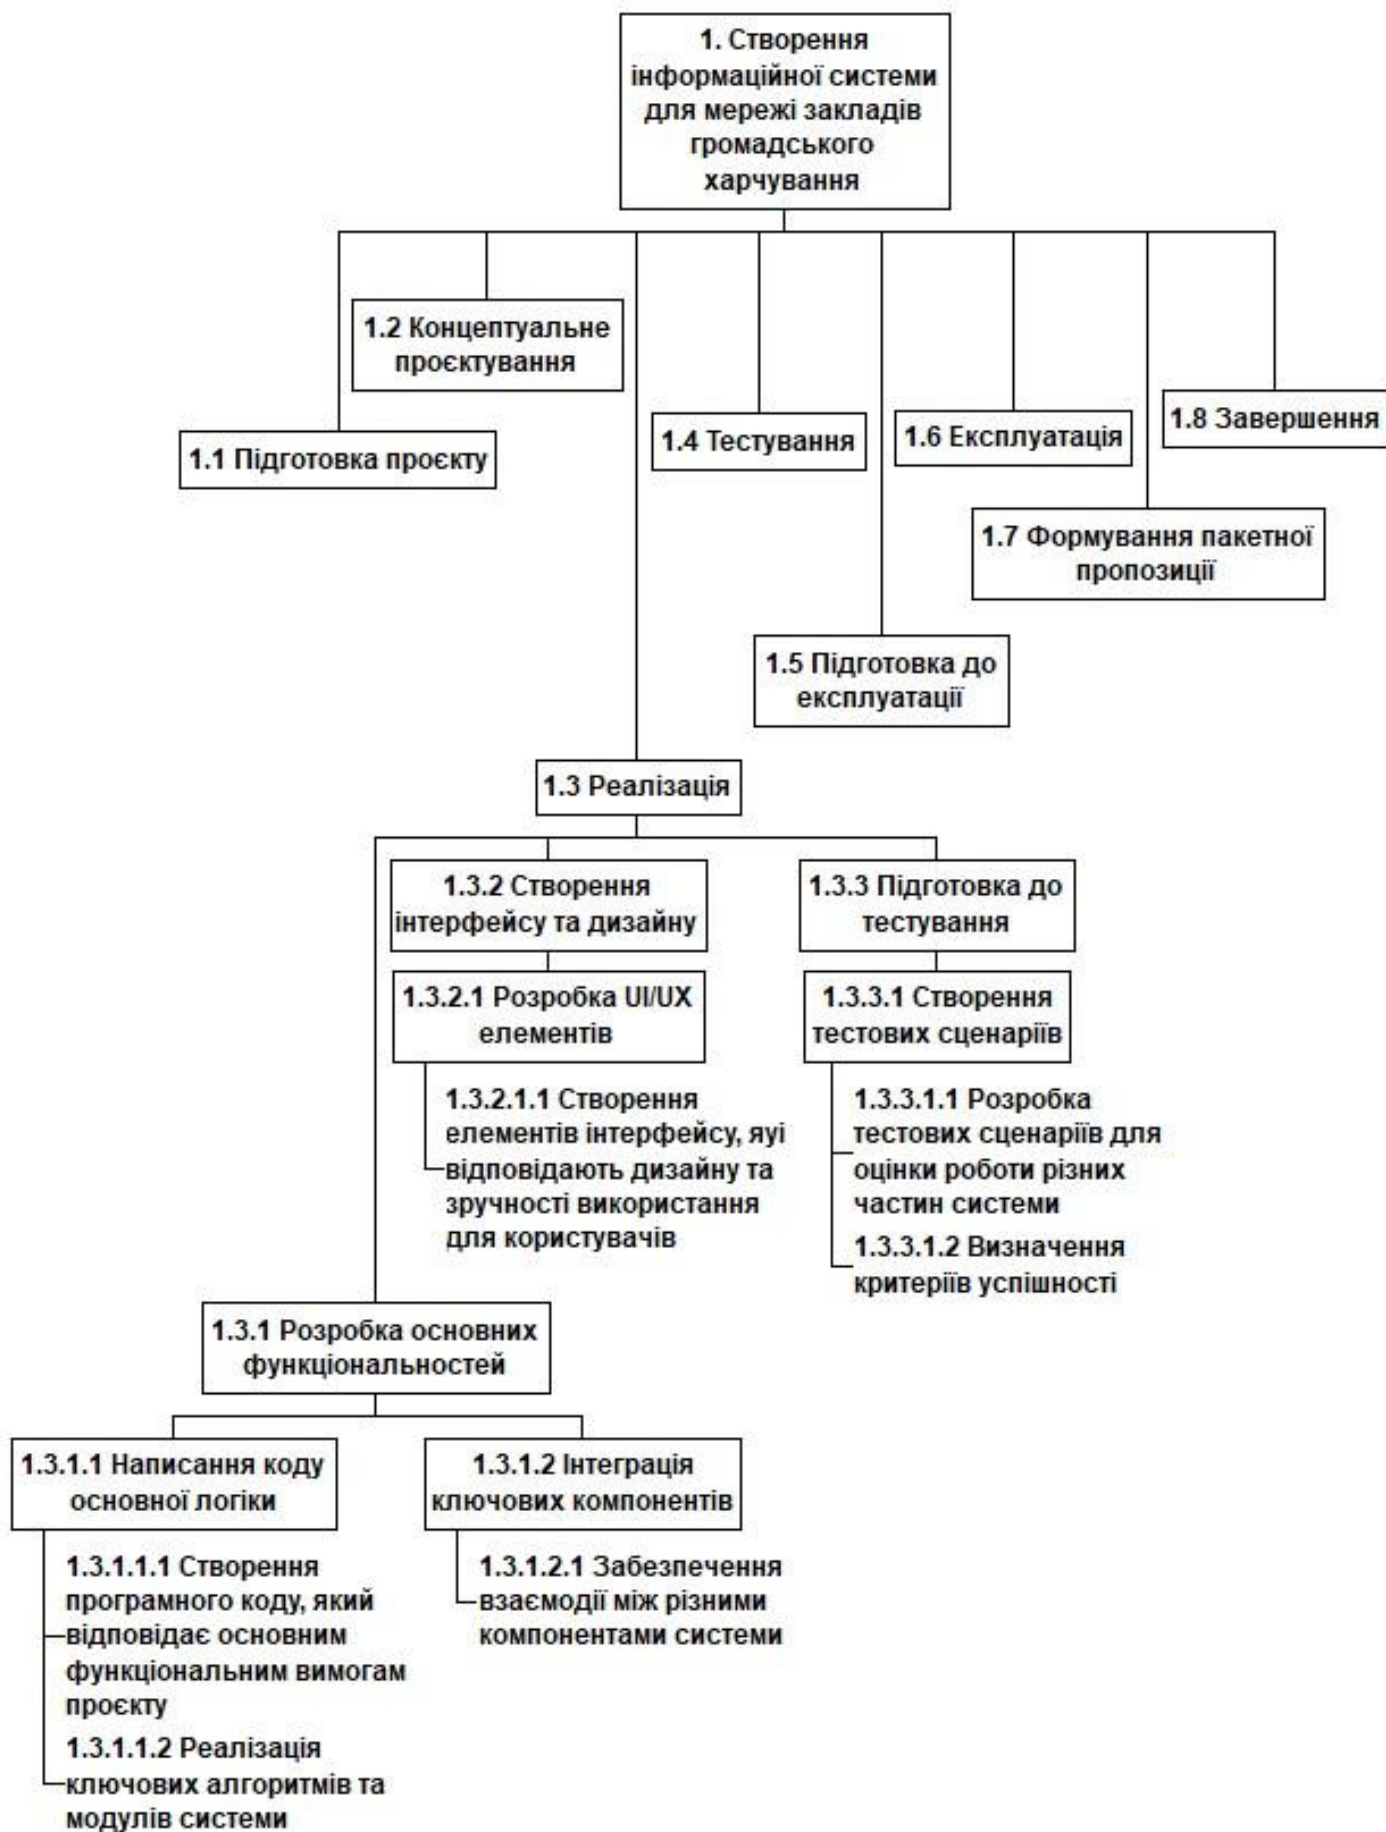 1. Створення
інформаційної системи
для мережі закладів
громадського
харчування
1.2 Концептуальне
проєктування
1.1 Підготовка проєкту
1.4 Тестування
1.6 Експлуатація
1.8 Завершення
1.7 Формування пакетної
пропозиції
1.5 Підготовка до
експлуатації
1.3 Реалізація
1.3.2 Створення
інтерфейсу та дизайну
1.3.3 Підготовка до
тестування
1.3.2.1 Розробка UI/UX
елементів
1.3.3.1 Створення
тестових сценаріїв
1.3.2.1.1 Створення
елементів інтерфейсу, яуі
відповідають дизайну та
зручності використання
для користувачів
1.3.3.1.1 Розробка
тестових сценаріїв для
оцінки роботи різних
частин системи
1.3.3.1.2 Визначення
критеріїв успішності
1.3.1 Розробка основних
функціональностей
1.3.1.1 Написання коду
основної логіки
1.3.1.2 Інтеграція
ключових компонентів
1.3.1.1.1 Створення
програмного коду, який
відповідає основним
функціональним вимогам
проєкту
1.3.1.1.2 Реалізація
ключових алгоритмів та
модулів системи
1.3.1.2.1 Забезпечення
взаємодії між різними
компонентами системи